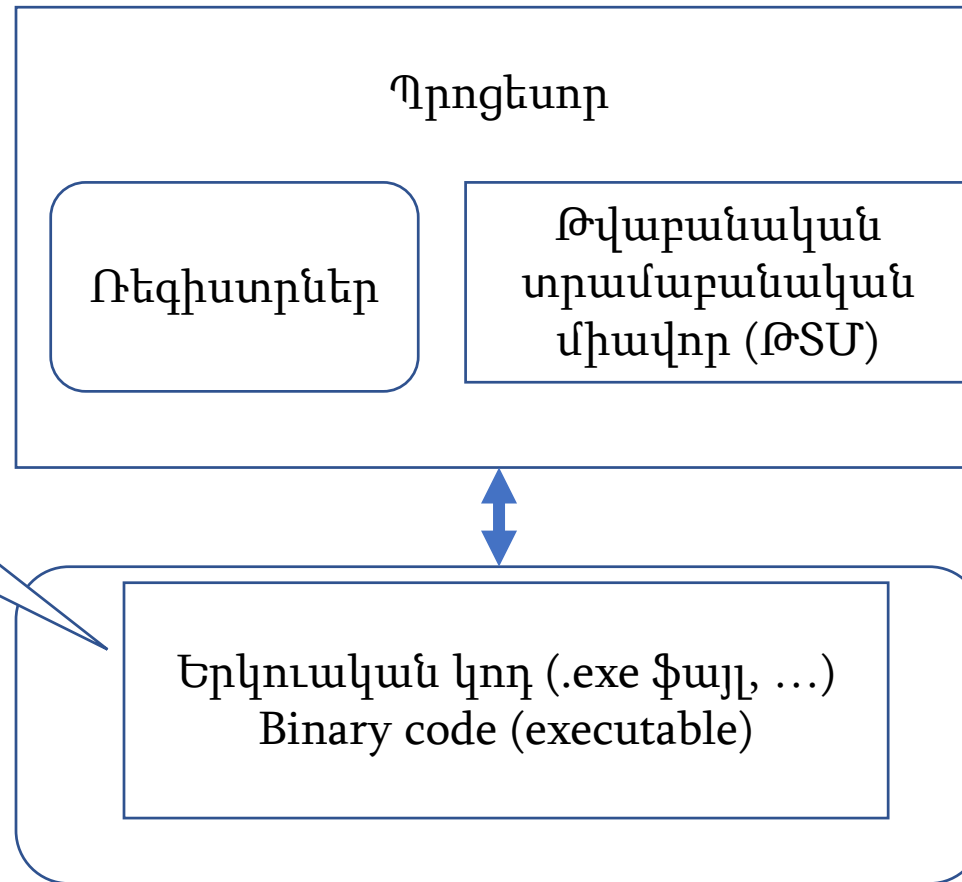 Պրոցեսոր
Ռեգիստրներ
Թվաբանական
տրամաբանական
միավոր (ԹՏՄ)
Երկուական կոդ (.exe ֆայլ, …)
Binary code (executable)